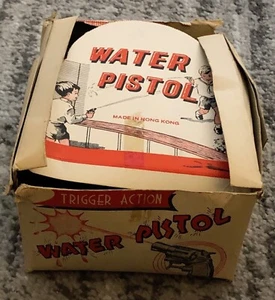 WATER
PISTOL
MADE IN HONG KONG
TRIGGER ACTION
WATER PISTOL